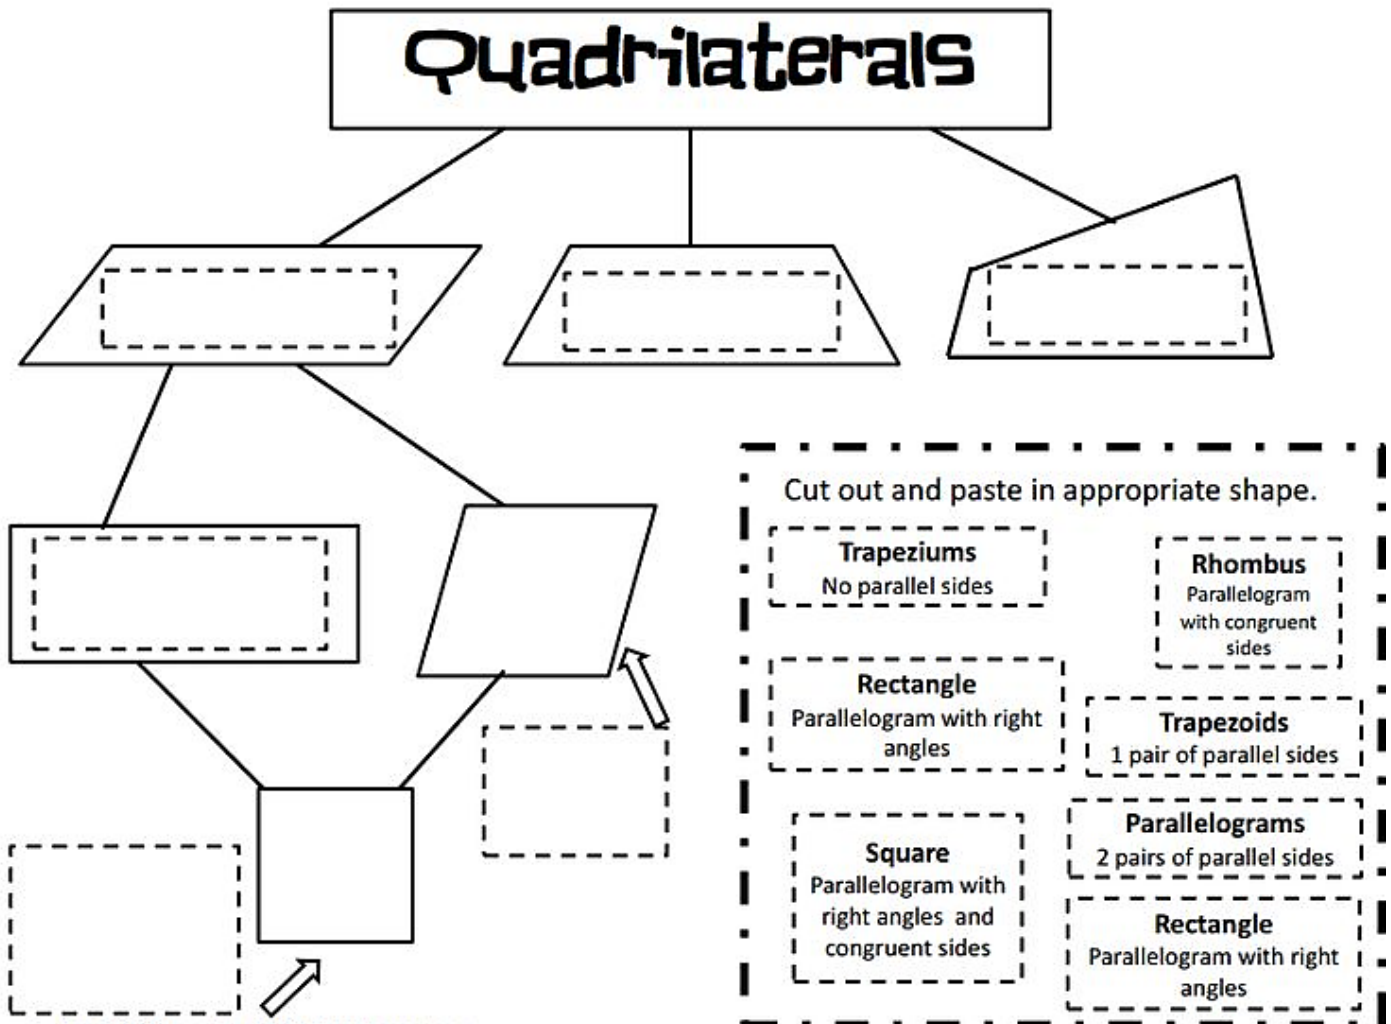 Quadrilaterals
Cut out and paste in appropriate shape.
Trapeziums
No parallel sides
Rhombus
Parallelogram
with congruent
sides
Rectangle
Parallelogram with right
angles
Trapezoids
1 pair of parallel sides
Parallelograms
2 pairs of parallel sides
Square
Parallelogram with
right angles and
congruent sides
Rectangle
Parallelogram with right
angles